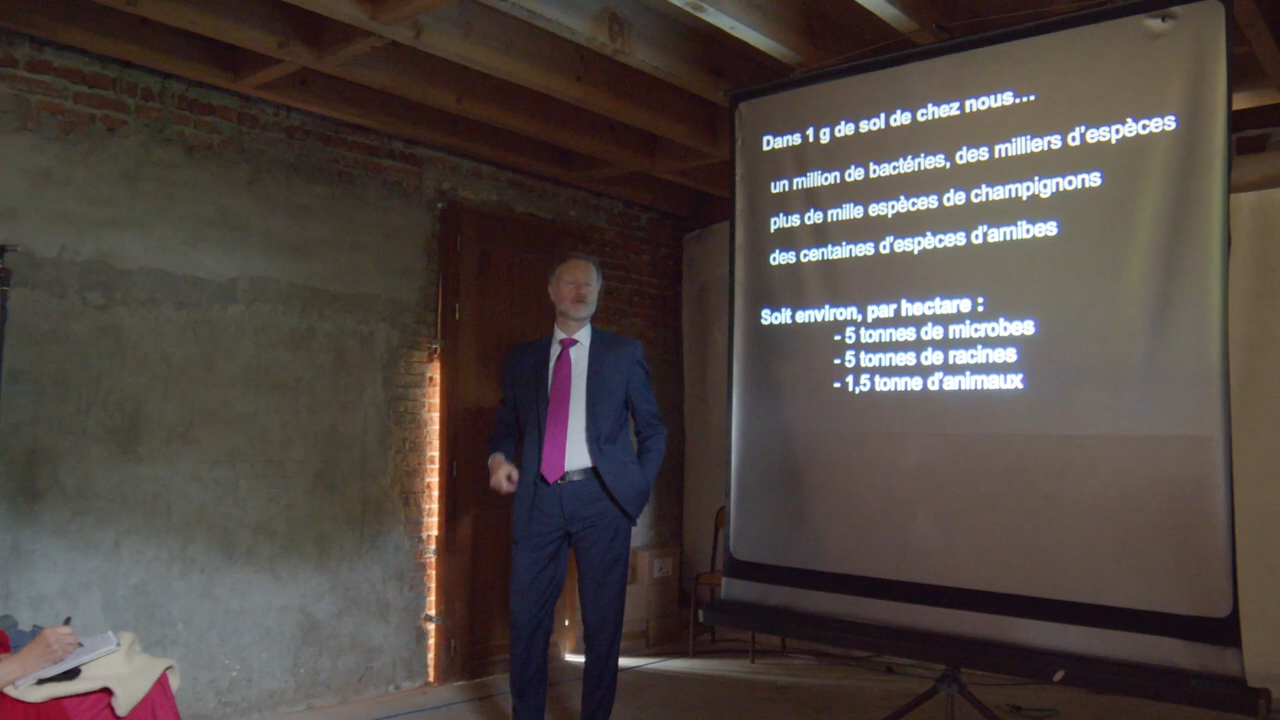 Dans 1 g de sol de chez nous...
un million de bactéries, des milliers d'espèces
plus de mille espèces de champignons
des centaines d'espèces d'amibes
Soit environ, par hectare :
- 5 tonnes de microbes
- 5 tonnes de racines
- 1,5 tonne d'animaux